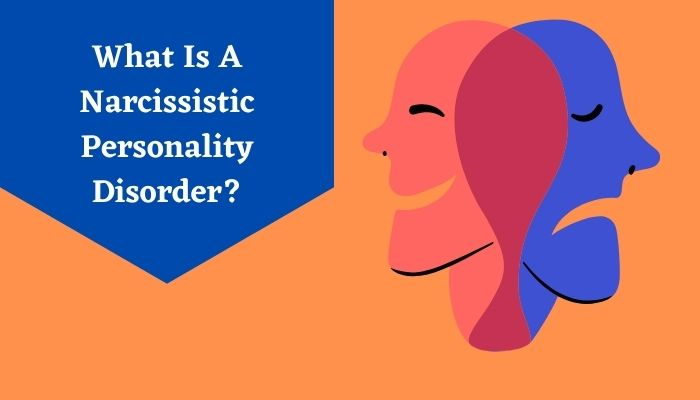 What Is A
Narcissistic
Personality
Disorder?